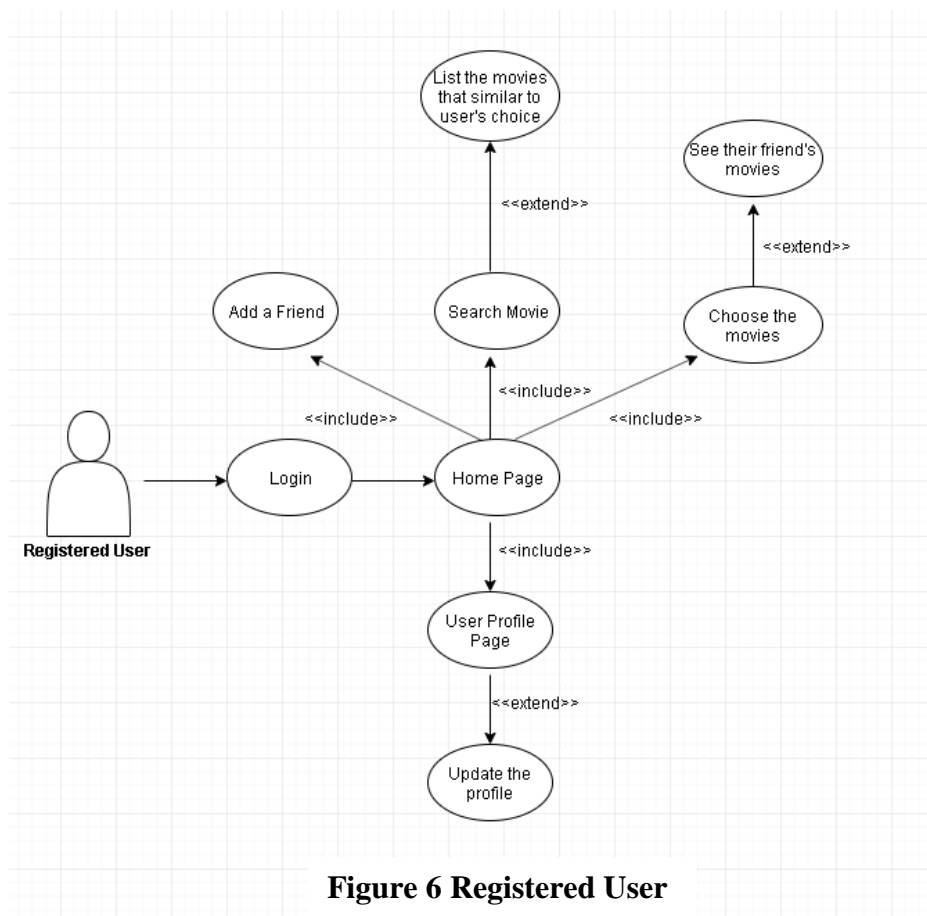 List the movies
that similar to
user's choice
See their friend's
movies
<<extend>>
<<extend>>
Add a Friend
Search Movie
Choose the
movies
<<include>>
<<include>>
<<include>>
Login
Home Page
Registered User
<<include>>
User Profile
Page
<<extend>>
Update the
profile
Figure 6 Registered User